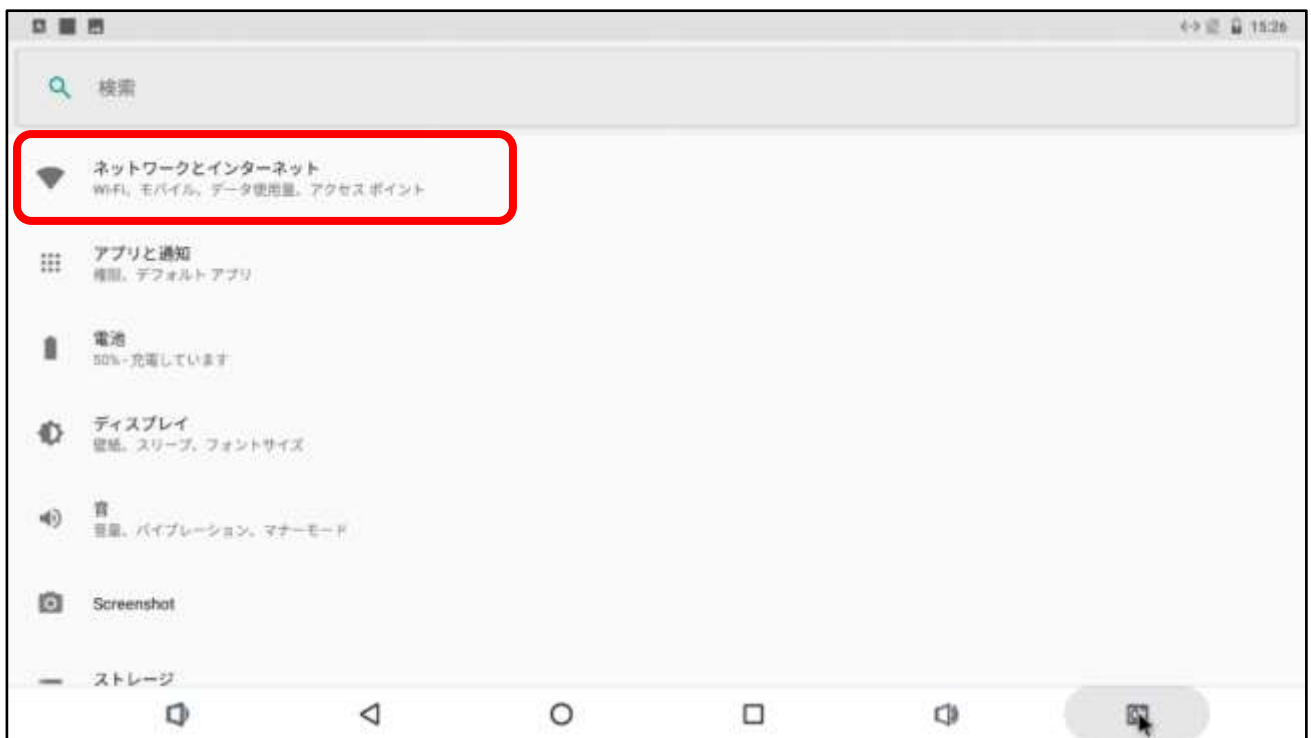 15:26
検索
ネットワークとインターネット
Wi-Fi、モバイル、データ使用量、アクセス ポイント
アプリと通知
権限、デフォルト アプリ
電池
50% - 充電しています
ディスプレイ
壁紙、スリープ、フォントサイズ
音
音量、バイブレーション、マナーモード
Screenshot
ストレージ